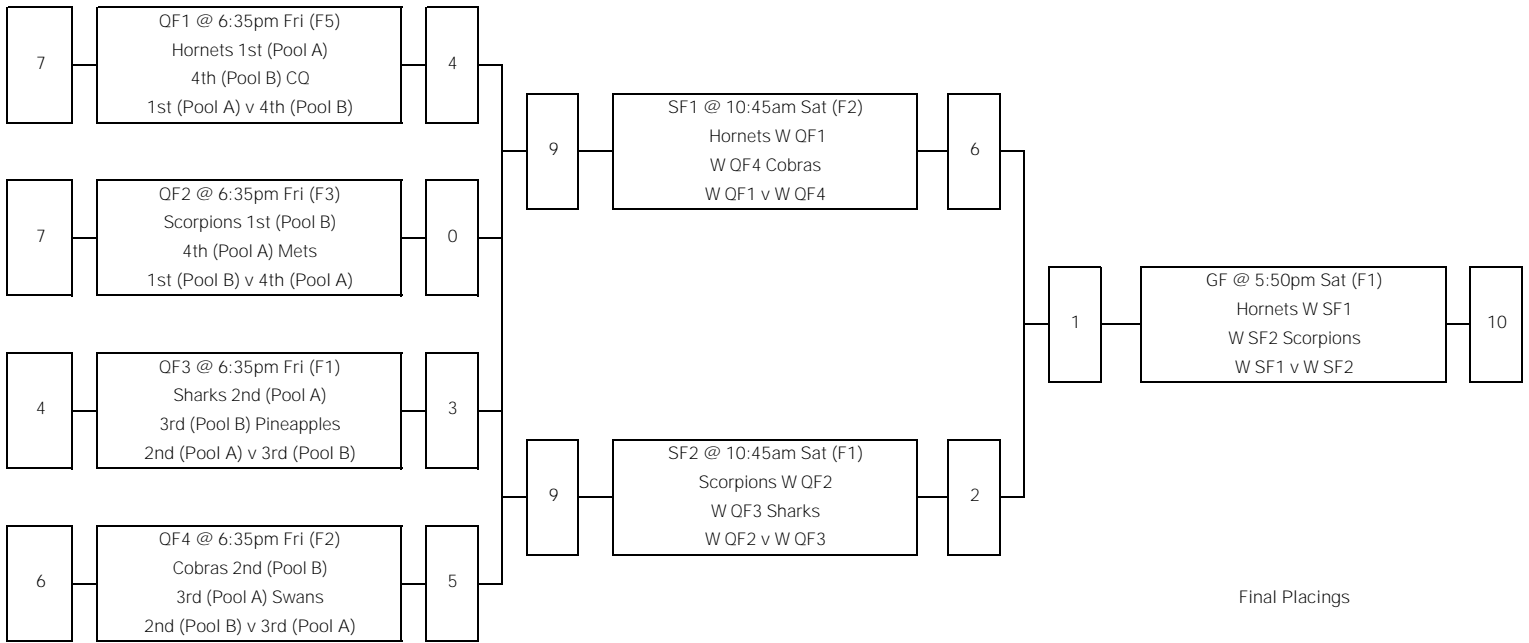 7
QF1 @ 6:35pm Fri (F5)
Hornets 1st (Pool A)
4th (Pool B) CQ
1st (Pool A) v 4th (Pool B)
4
7
QF2 @ 6:35pm Fri (F3)
Scorpions 1st (Pool B)
4th (Pool A) Mets
1st (Pool B) v 4th (Pool A)
0
4
QF3 @ 6:35pm Fri (F1)
Sharks 2nd (Pool A)
3rd (Pool B) Pineapples
2nd (Pool A) v 3rd (Pool B)
3
6
QF4 @ 6:35pm Fri (F2)
Cobras 2nd (Pool B)
3rd (Pool A) Swans
2nd (Pool B) v 3rd (Pool A)
5
9
SF1 @ 10:45am Sat (F2)
Hornets W QF1
W QF4 Cobras
W QF1 v W QF4
6
9
SF2 @ 10:45am Sat (F1)
Scorpions W QF2
W QF3 Sharks
W QF2 v W QF3
2
1
GF @ 5:50pm Sat (F1)
Hornets W SF1
W SF2 Scorpions
W SF1 v W SF2
10
Final Placings